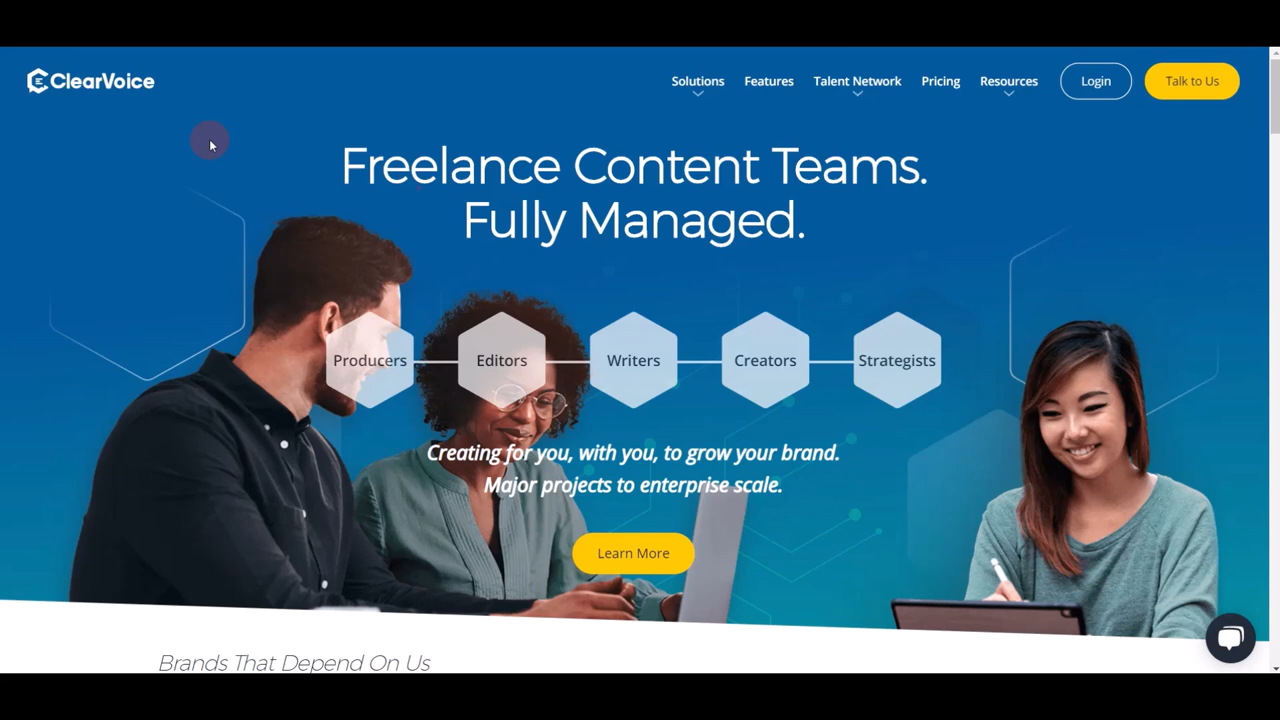 ClearVoice
Solutions Features Talent Network Pricing Resources Login Talk to Us
Freelance Content Teams.
Fully Managed.
Producers Editors Writers Creators Strategists
Creating for you, with you, to grow your brand.
Major projects to enterprise scale.
Learn More
Brands That Depend On Us